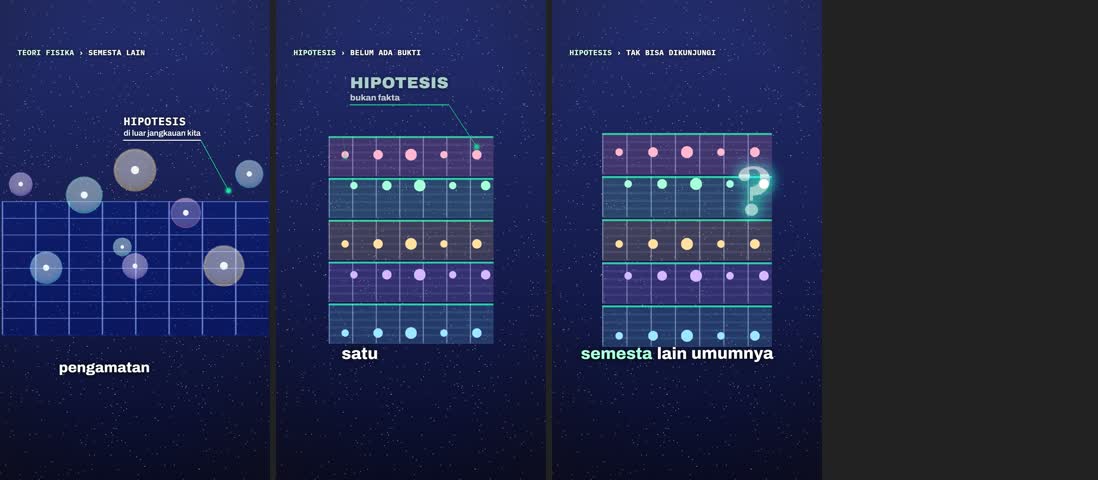 TEORI FISIKA › SEMESTA LAIN
HIPOTESIS
di luar jangkauan kita
pengamatan
HIPOTESIS › BELUM ADA BUKTI
HIPOTESIS
bukan fakta
satu
HIPOTESIS › TAK BISA DIKUNJUNGI
?
semesta lain umumnya